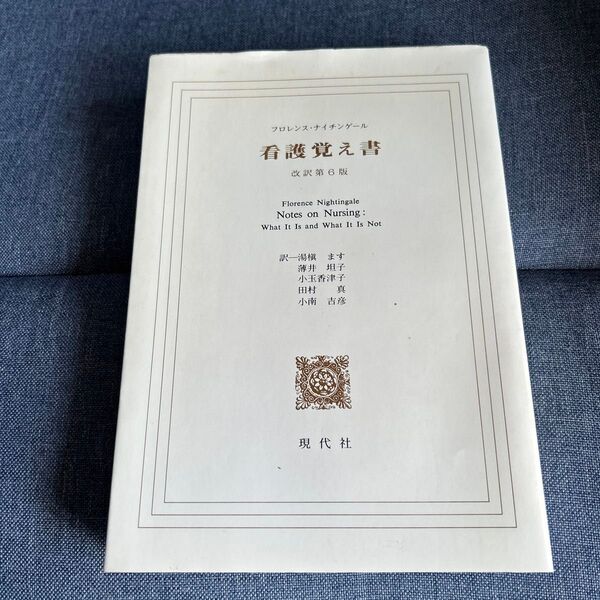 フロレンス・ナイチンゲール
看護覚え書
改訳第6版
Florence Nightingale
Notes on Nursing:
What It Is and What It Is Not
訳―湯槇 ます
薄井 坦子
小玉香津子
田村 真
小南 吉彦
現代社